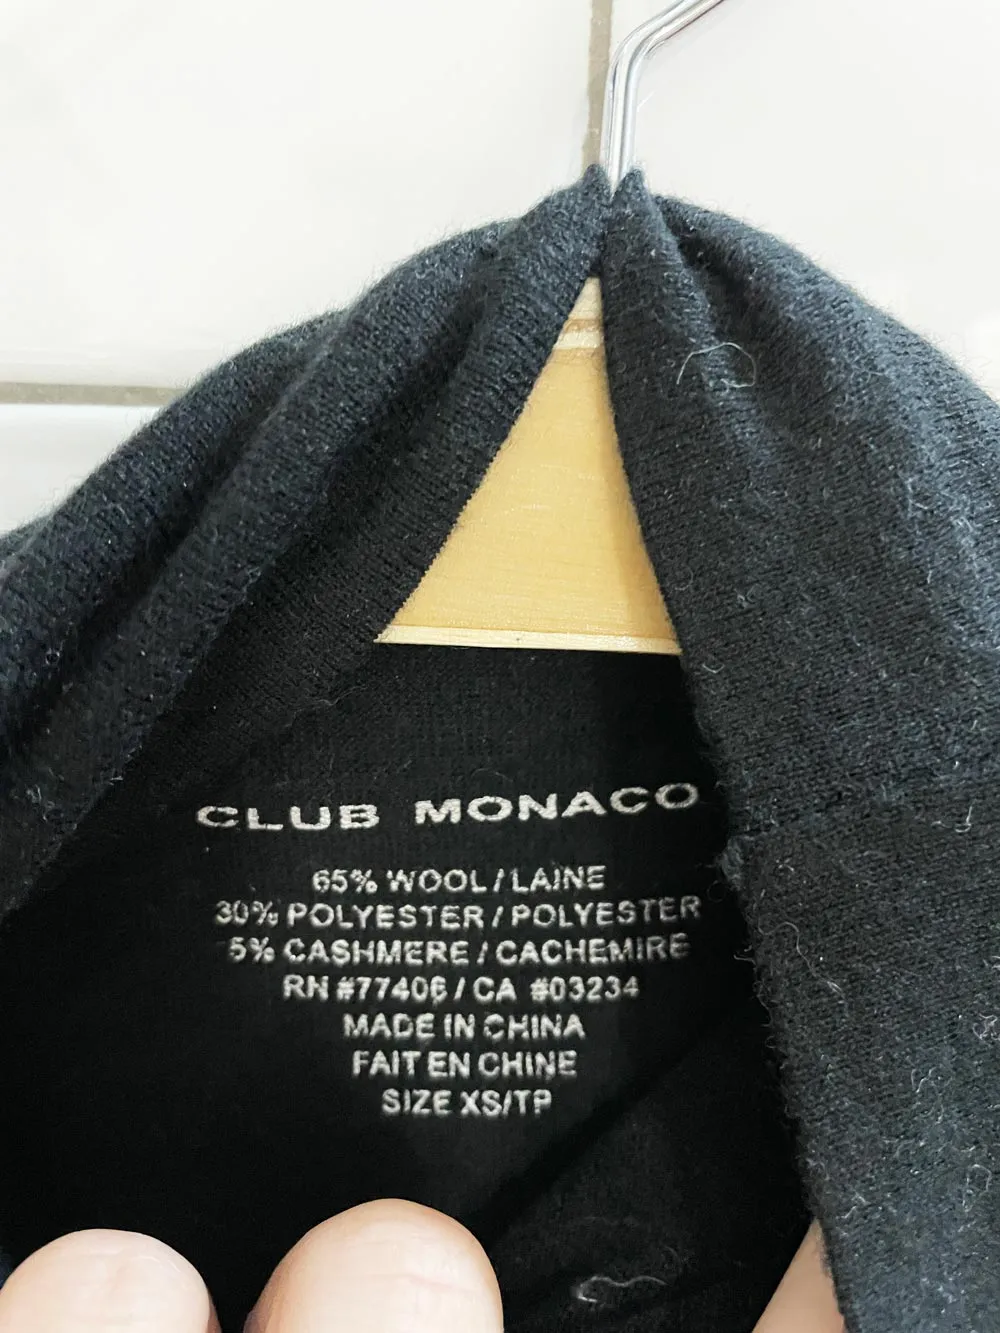 CLUB MONACO
65% WOOL / LAINE
30% POLYESTER / POLYESTER
5% CASHMERE / CACHEMIRE
RN #77406 / CA #03234
MADE IN CHINA
FAIT EN CHINE
SIZE XS/TP